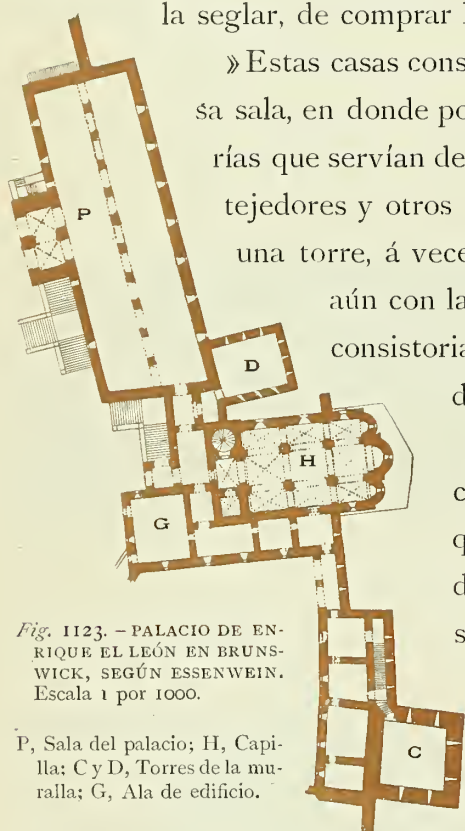 la seglar, de comprar
» Estas casas cons
sa sala, en donde po
rías que servían de
tejedores y otros
una torre, á vece
aún con la
consistoria
d
c
q
d
s
P
D
H
G
C
Fig. 1123. – PALACIO DE EN-
RIQUE EL LEÓN EN BRUNS-
WICK, SEGÚN ESSENWEIN.
Escala 1 por 1000.
P, Sala del palacio; H, Capi-
lla; C y D, Torres de la mu-
ralla; G, Ala de edificio.